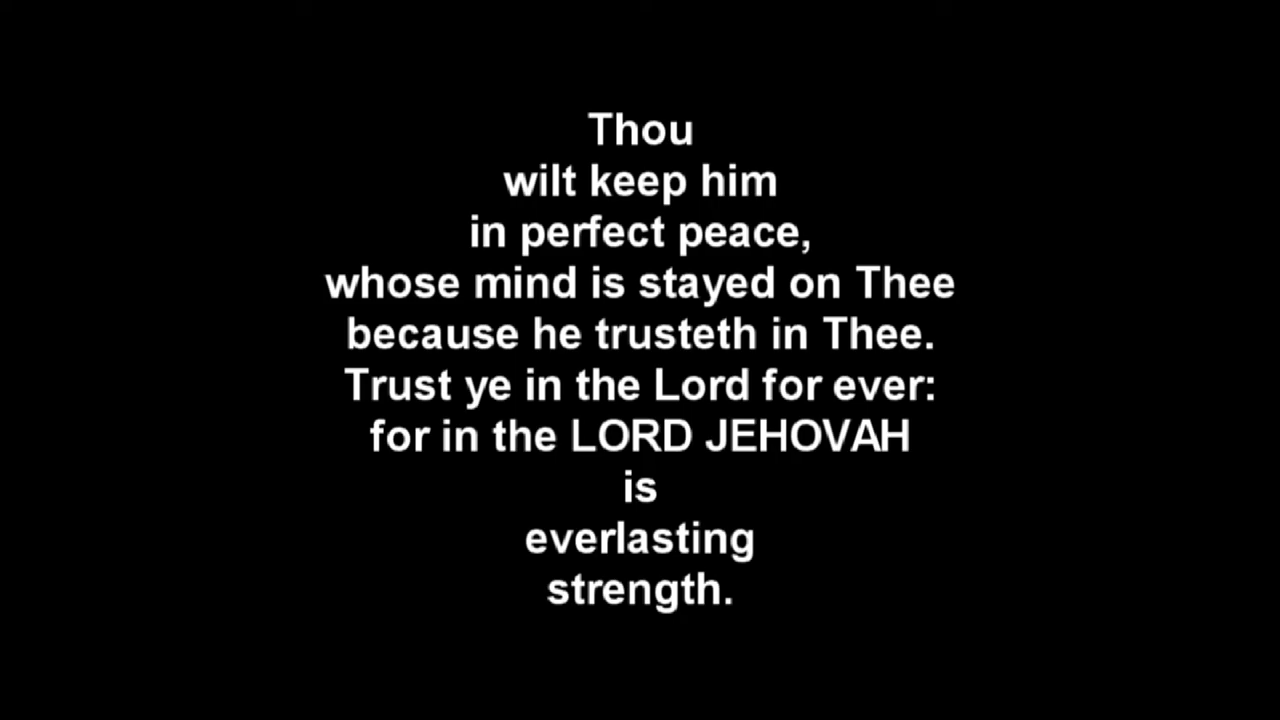 Thou
wilt keep him
in perfect peace,
whose mind is stayed on Thee
because he trusteth in Thee.
Trust ye in the Lord for ever:
for in the LORD JEHOVAH
is
everlasting
strength.